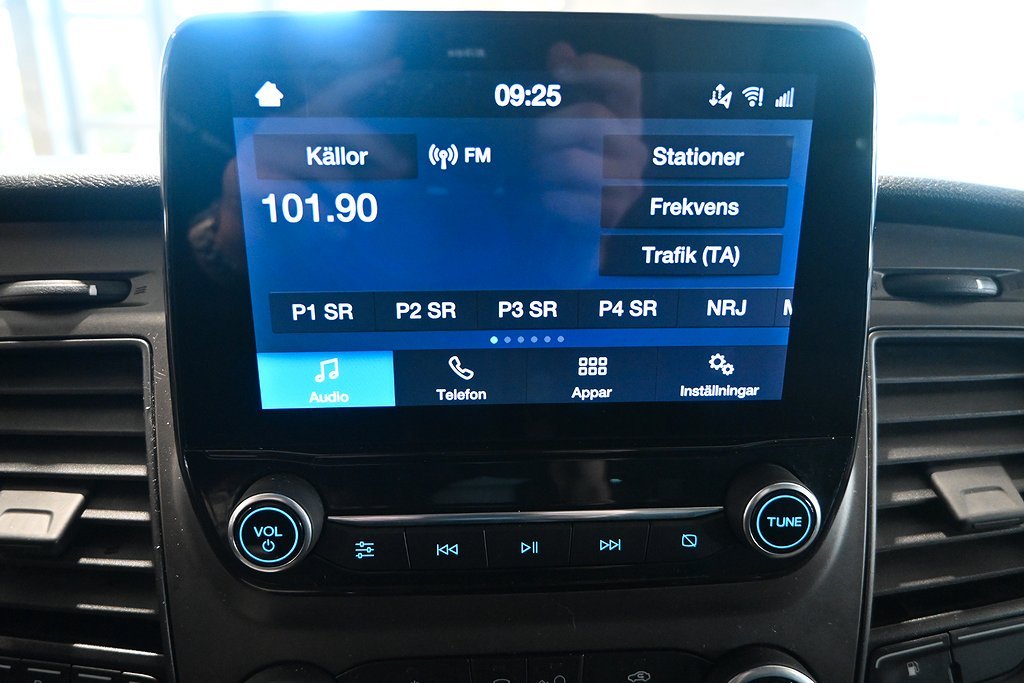 09:25
Källor
FM
Stationer
101.90
Frekvens
Trafik (TA)
P1 SR
P2 SR
P3 SR
P4 SR
NRJ
Audio
Telefon
Appar
Inställningar
VOL
TUNE